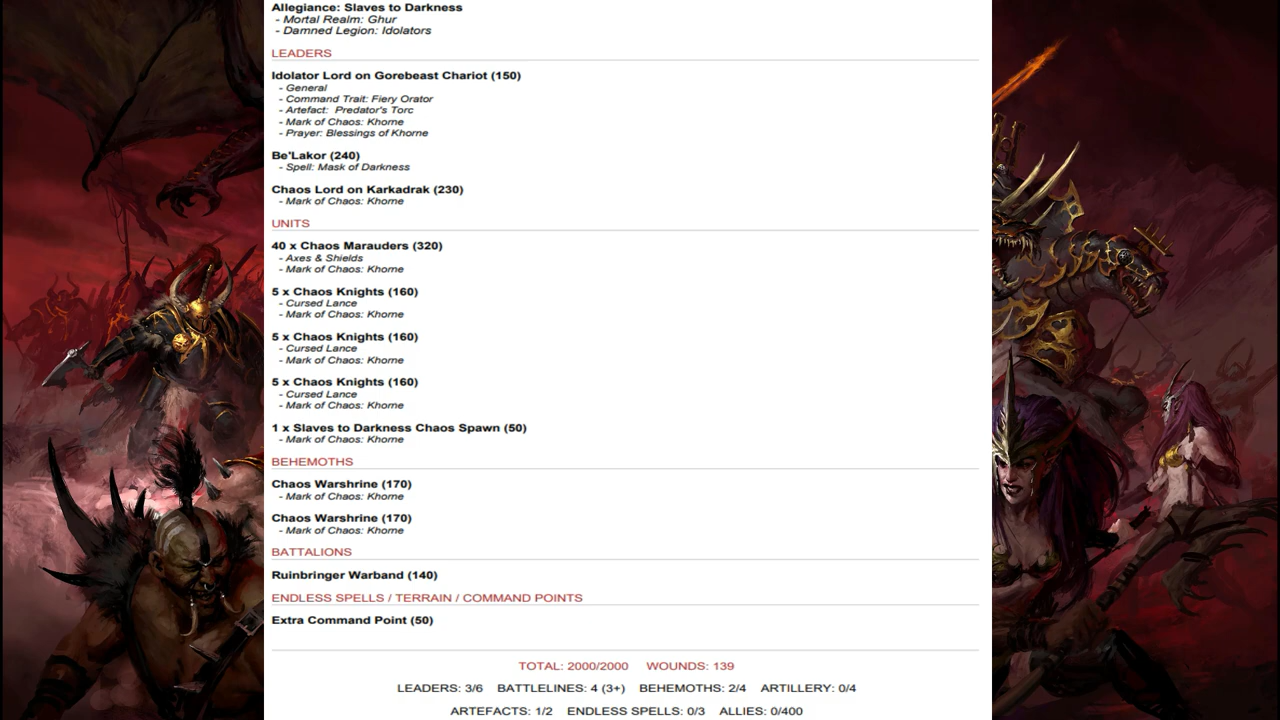 Allegiance: Slaves to Darkness
- Mortal Realm: Ghur
- Damned Legion: Idolators
LEADERS
Idolator Lord on Gorebeast Chariot (150)
- General
- Command Trait: Fiery Orator
- Artefact: Predator's Torc
- Mark of Chaos: Khorne
- Prayer: Blessings of Khorne
Be'Lakor (240)
- Spell: Mask of Darkness
Chaos Lord on Karkadrak (230)
- Mark of Chaos: Khorne
UNITS
40 x Chaos Marauders (320)
- Axes & Shields
- Mark of Chaos: Khorne
5 x Chaos Knights (160)
- Cursed Lance
- Mark of Chaos: Khorne
5 x Chaos Knights (160)
- Cursed Lance
- Mark of Chaos: Khorne
5 x Chaos Knights (160)
- Cursed Lance
- Mark of Chaos: Khorne
1 x Slaves to Darkness Chaos Spawn (50)
- Mark of Chaos: Khorne
BEHEMOTHS
Chaos Warshrine (170)
- Mark of Chaos: Khorne
Chaos Warshrine (170)
- Mark of Chaos: Khorne
BATTALIONS
Ruinbringer Warband (140)
ENDLESS SPELLS / TERRAIN / COMMAND POINTS
Extra Command Point (50)
TOTAL: 2000/2000 WOUNDS: 139
LEADERS: 3/6 BATTLELINES: 4 (3+) BEHEMOTHS: 2/4 ARTILLERY: 0/4
ARTEFACTS: 1/2 ENDLESS SPELLS: 0/3 ALLIES: 0/400